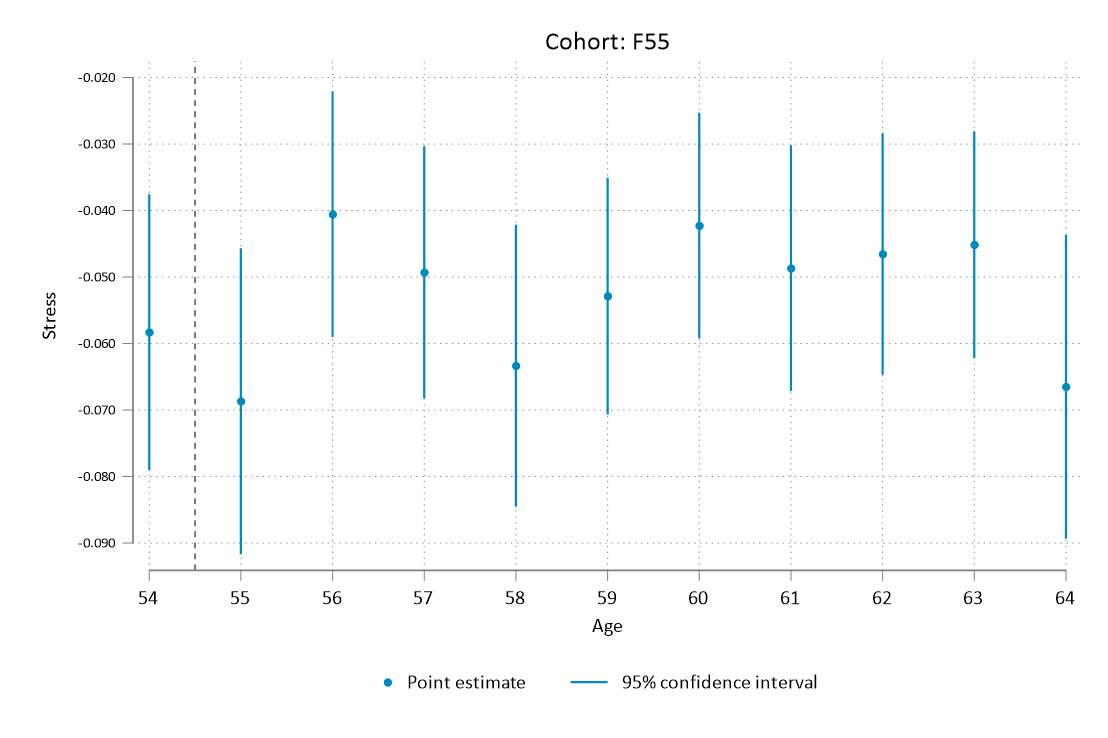 Cohort: F55
-0.020
-0.030
-0.040
-0.050
-0.060
-0.070
-0.080
-0.090
Stress
54 55 56 57 58 59 60 61 62 63 64
Age
Point estimate 95% confidence interval